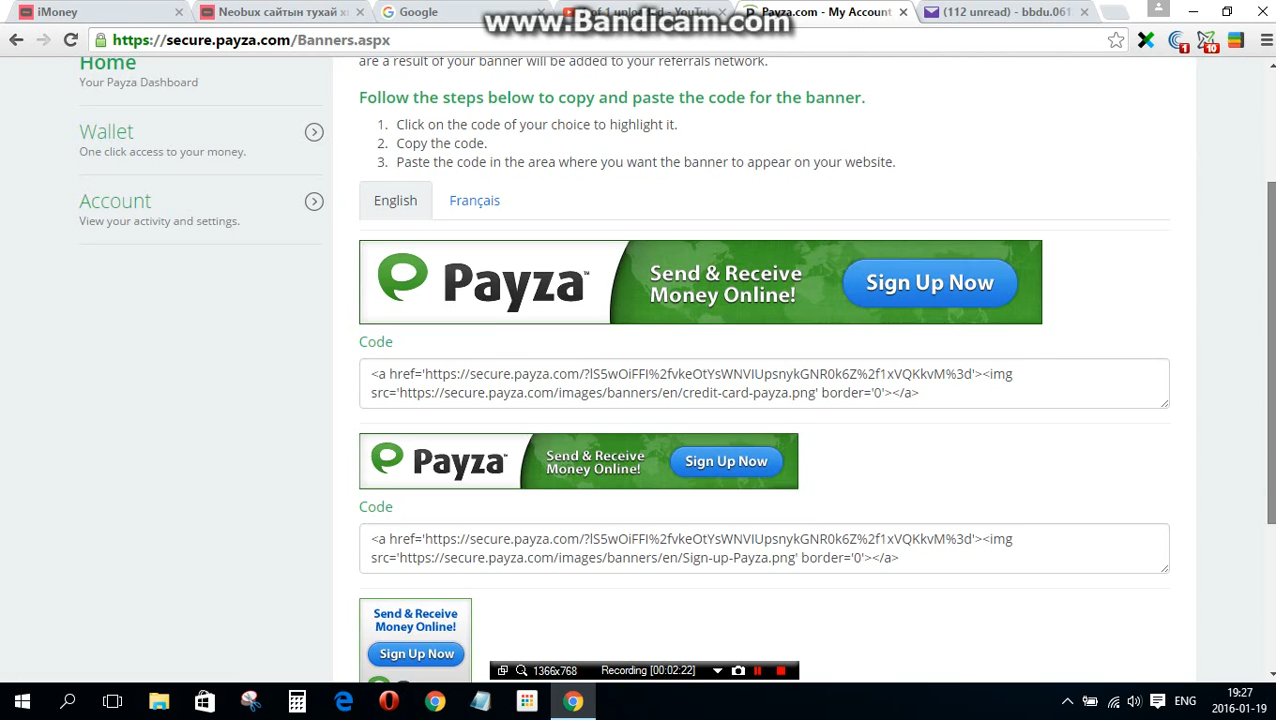 iMoney
Neobux сайтын тухай х
Google
YouT
Payza.com - My Account
(112 unread) - bbdu.061
www.Bandicam.com
https://secure.payza.com/Banners.aspx
1
10
Home
Your Payza Dashboard
Wallet
One click access to your money.
Account
View your activity and settings.
are a result of your banner will be added to your referrals network.
Follow the steps below to copy and paste the code for the banner.
1. Click on the code of your choice to highlight it.
2. Copy the code.
3. Paste the code in the area where you want the banner to appear on your website.
English
Français
Payza™
Send & Receive
Money Online!
Sign Up Now
Code
<a href='https://secure.payza.com/?lS5wOiFFI%2fvkeOtYsWNVIUpsnykGNR0k6Z%2f1xVQKkvM%3d'><img
src='https://secure.payza.com/images/banners/en/credit-card-payza.png' border='0'></a>
Payza™
Send & Receive
Money Online!
Sign Up Now
Code
<a href='https://secure.payza.com/?lS5wOiFFI%2fvkeOtYsWNVIUpsnykGNR0k6Z%2f1xVQKkvM%3d'><img
src='https://secure.payza.com/images/banners/en/Sign-up-Payza.png' border='0'></a>
Send & Receive
Money Online!
Sign Up Now
1366x768
Recording [00:02:22]
ENG
19:27
2016-01-19